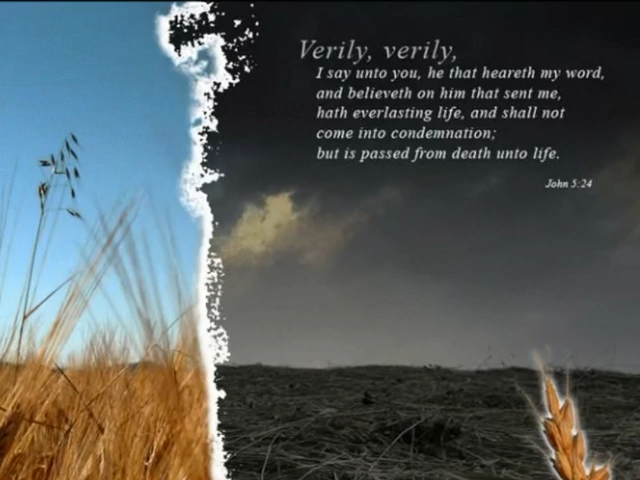 Verily, verily,
I say unto you, he that heareth my word,
and believeth on him that sent me,
hath everlasting life, and shall not
come into condemnation;
but is passed from death unto life.
John 5:24